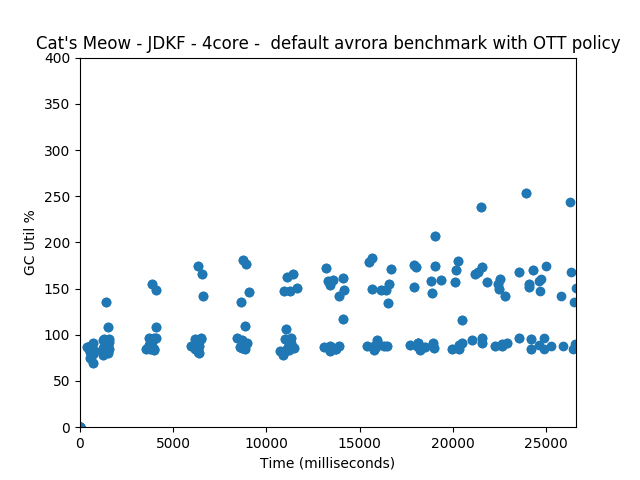 Cat's Meow - JDKF - 4core -  default avrora benchmark with OTT policy
400
350
300
250
200
150
100
50
0
GC Util %
0 5000 10000 15000 20000 25000
Time (milliseconds)